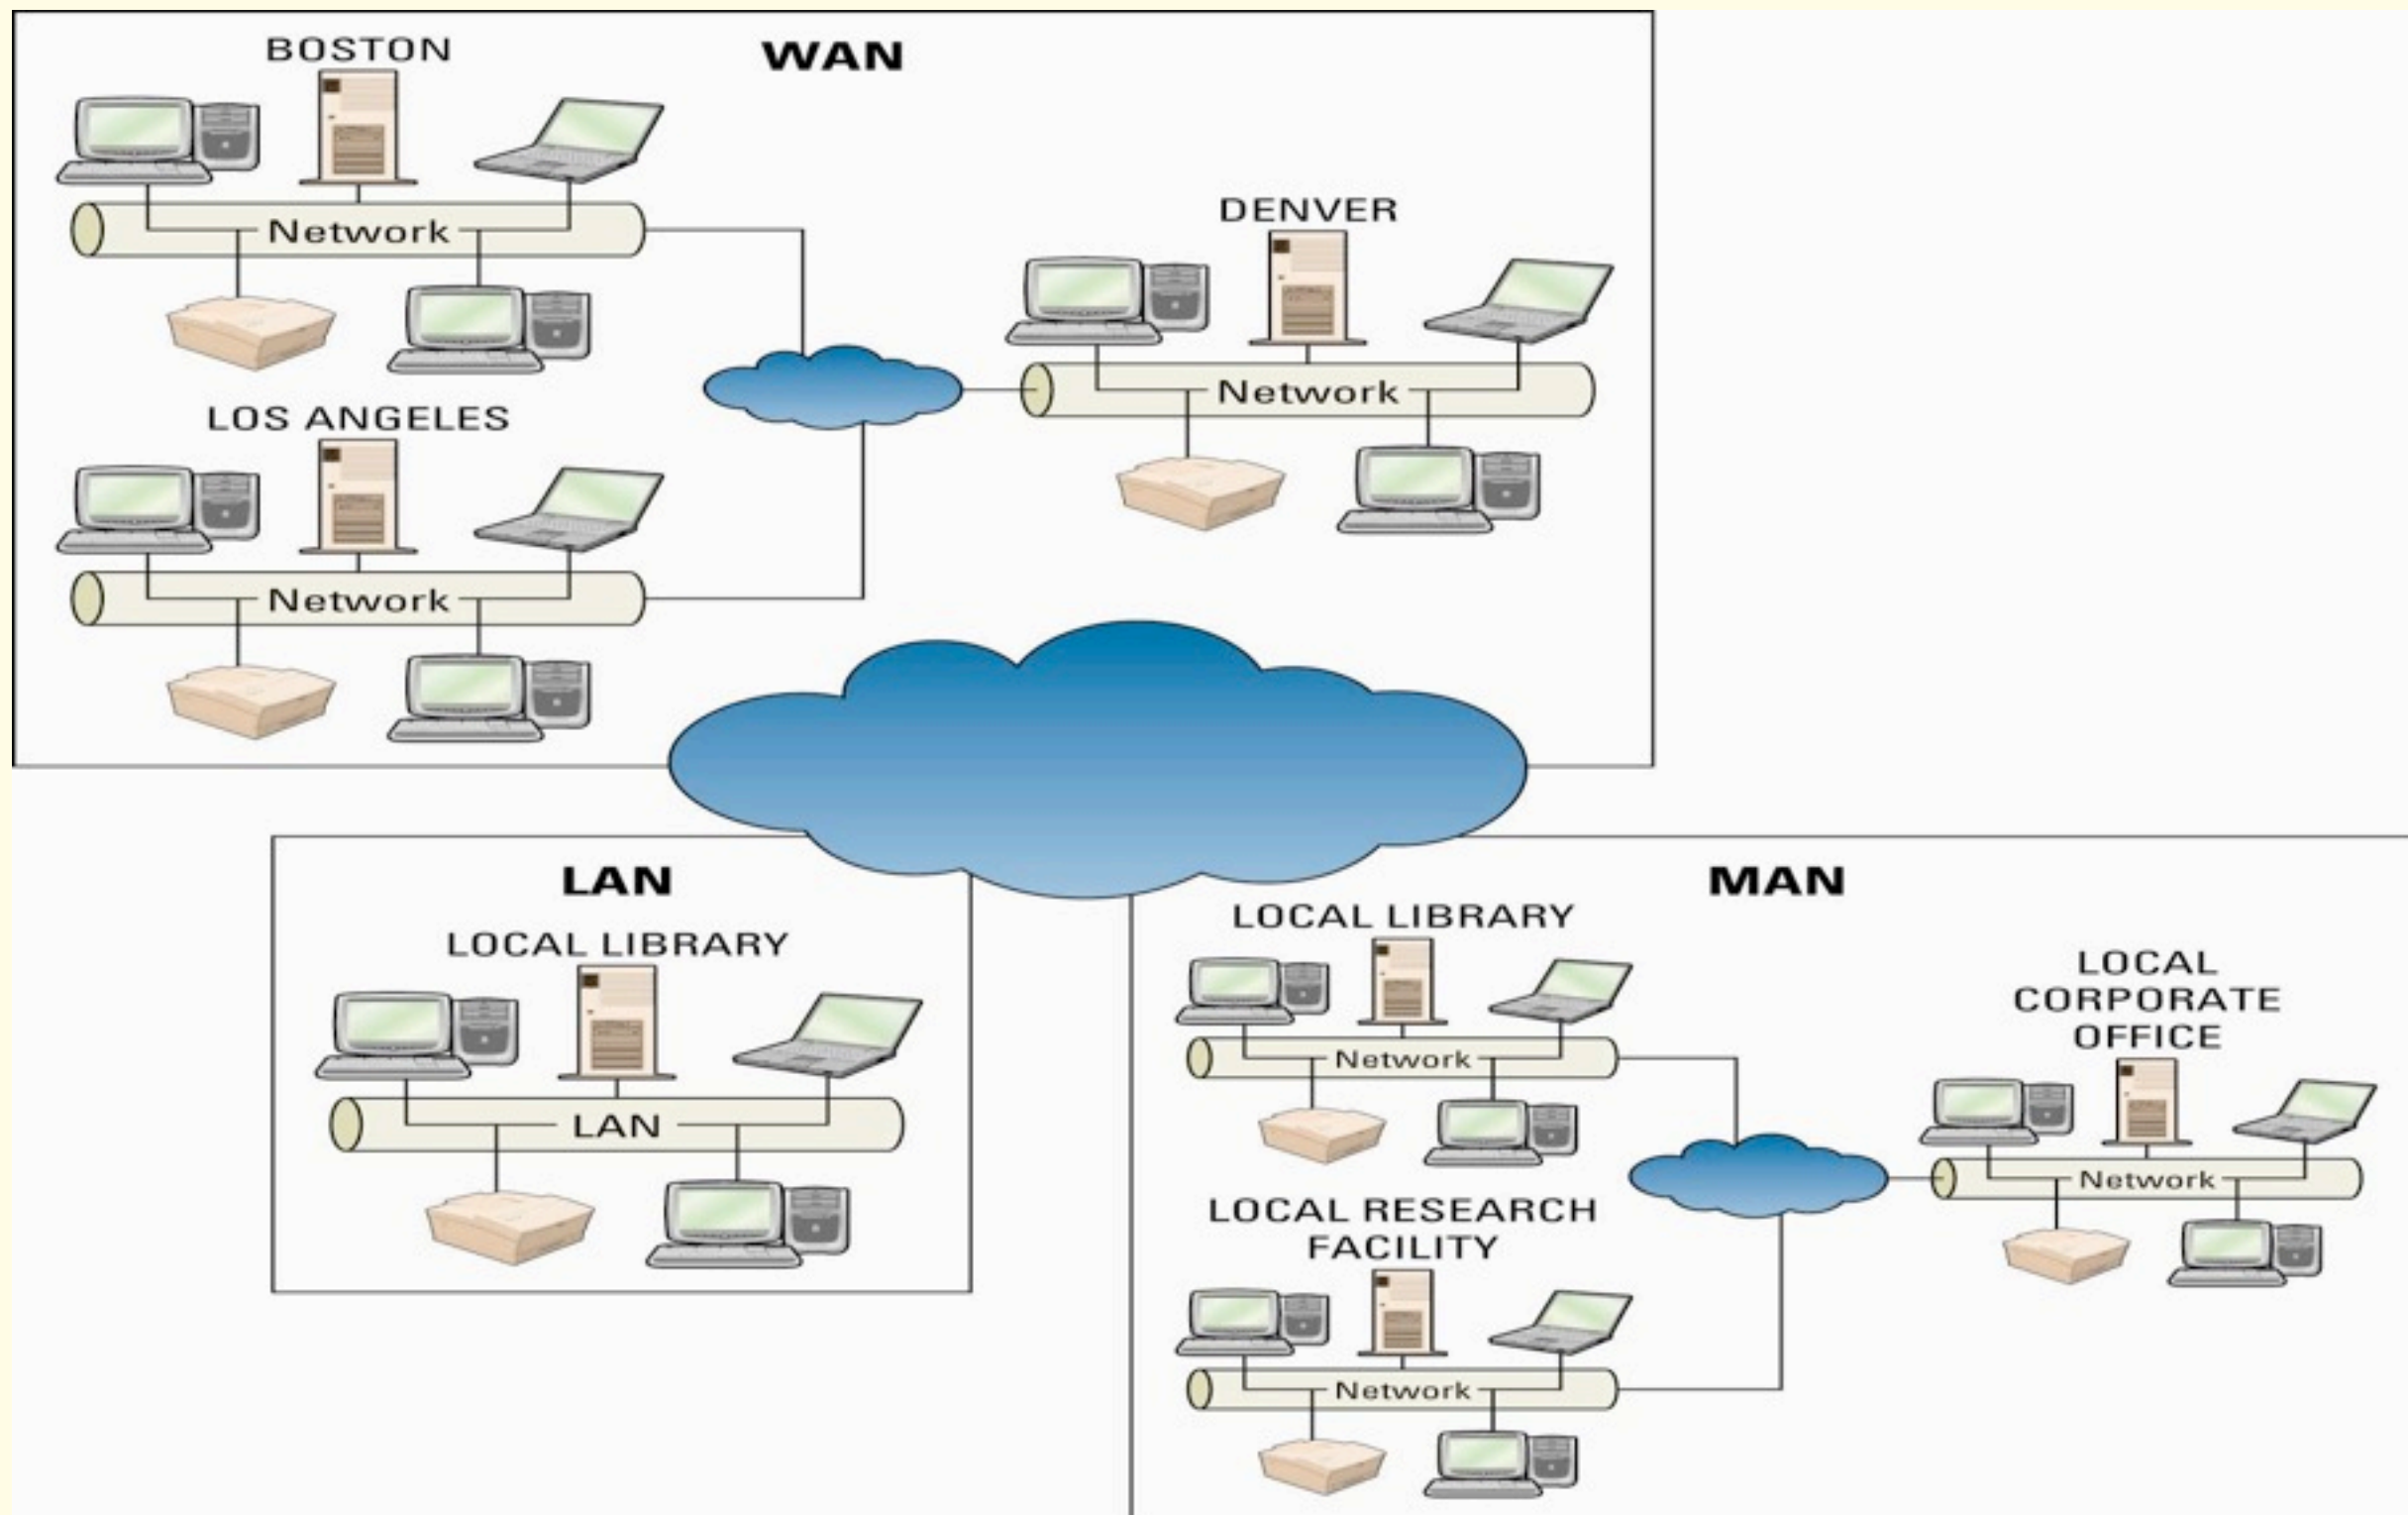 WAN
BOSTON
Network
DENVER
Network
LOS ANGELES
Network
LAN
LOCAL LIBRARY
LAN
MAN
LOCAL LIBRARY
Network
LOCAL
CORPORATE
OFFICE
Network
LOCAL RESEARCH
FACILITY
Network